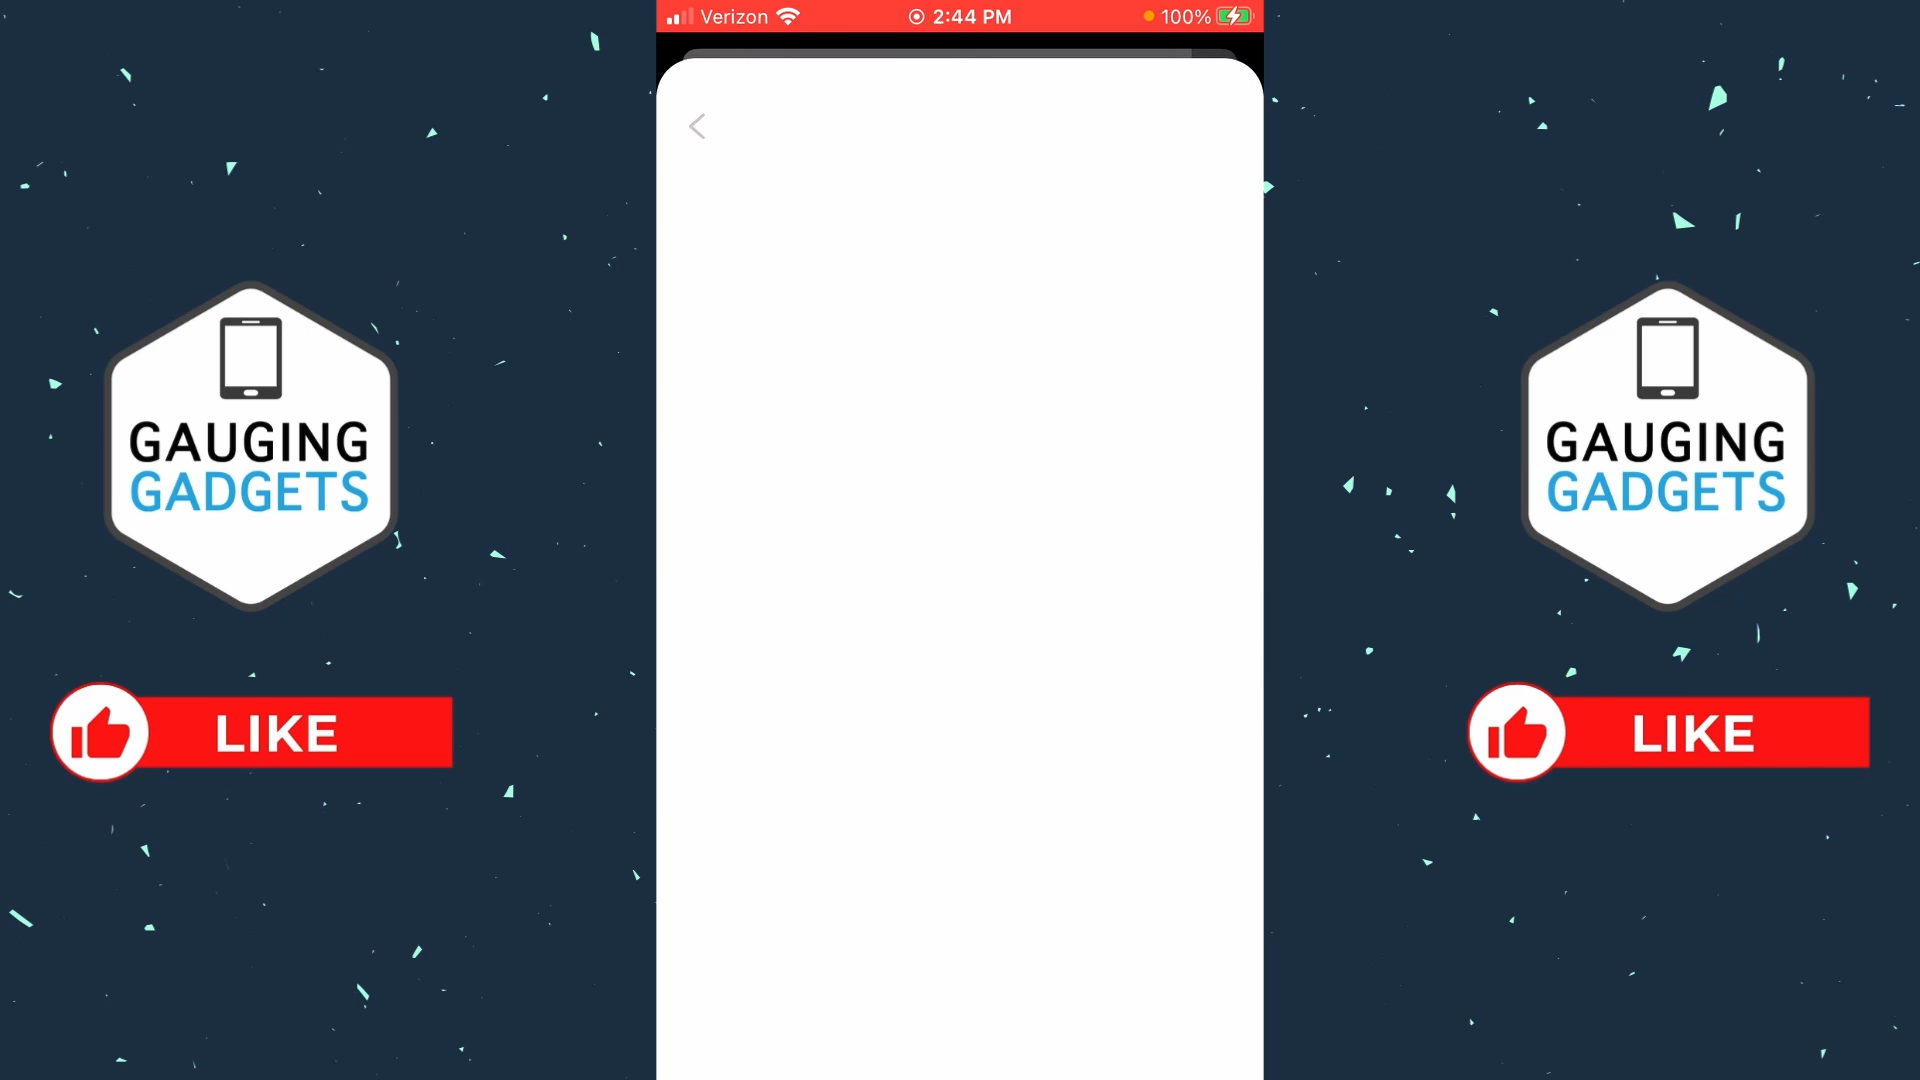 Verizon 2:44 PM 100%
GAUGING
GADGETS
LIKE
GAUGING
GADGETS
LIKE